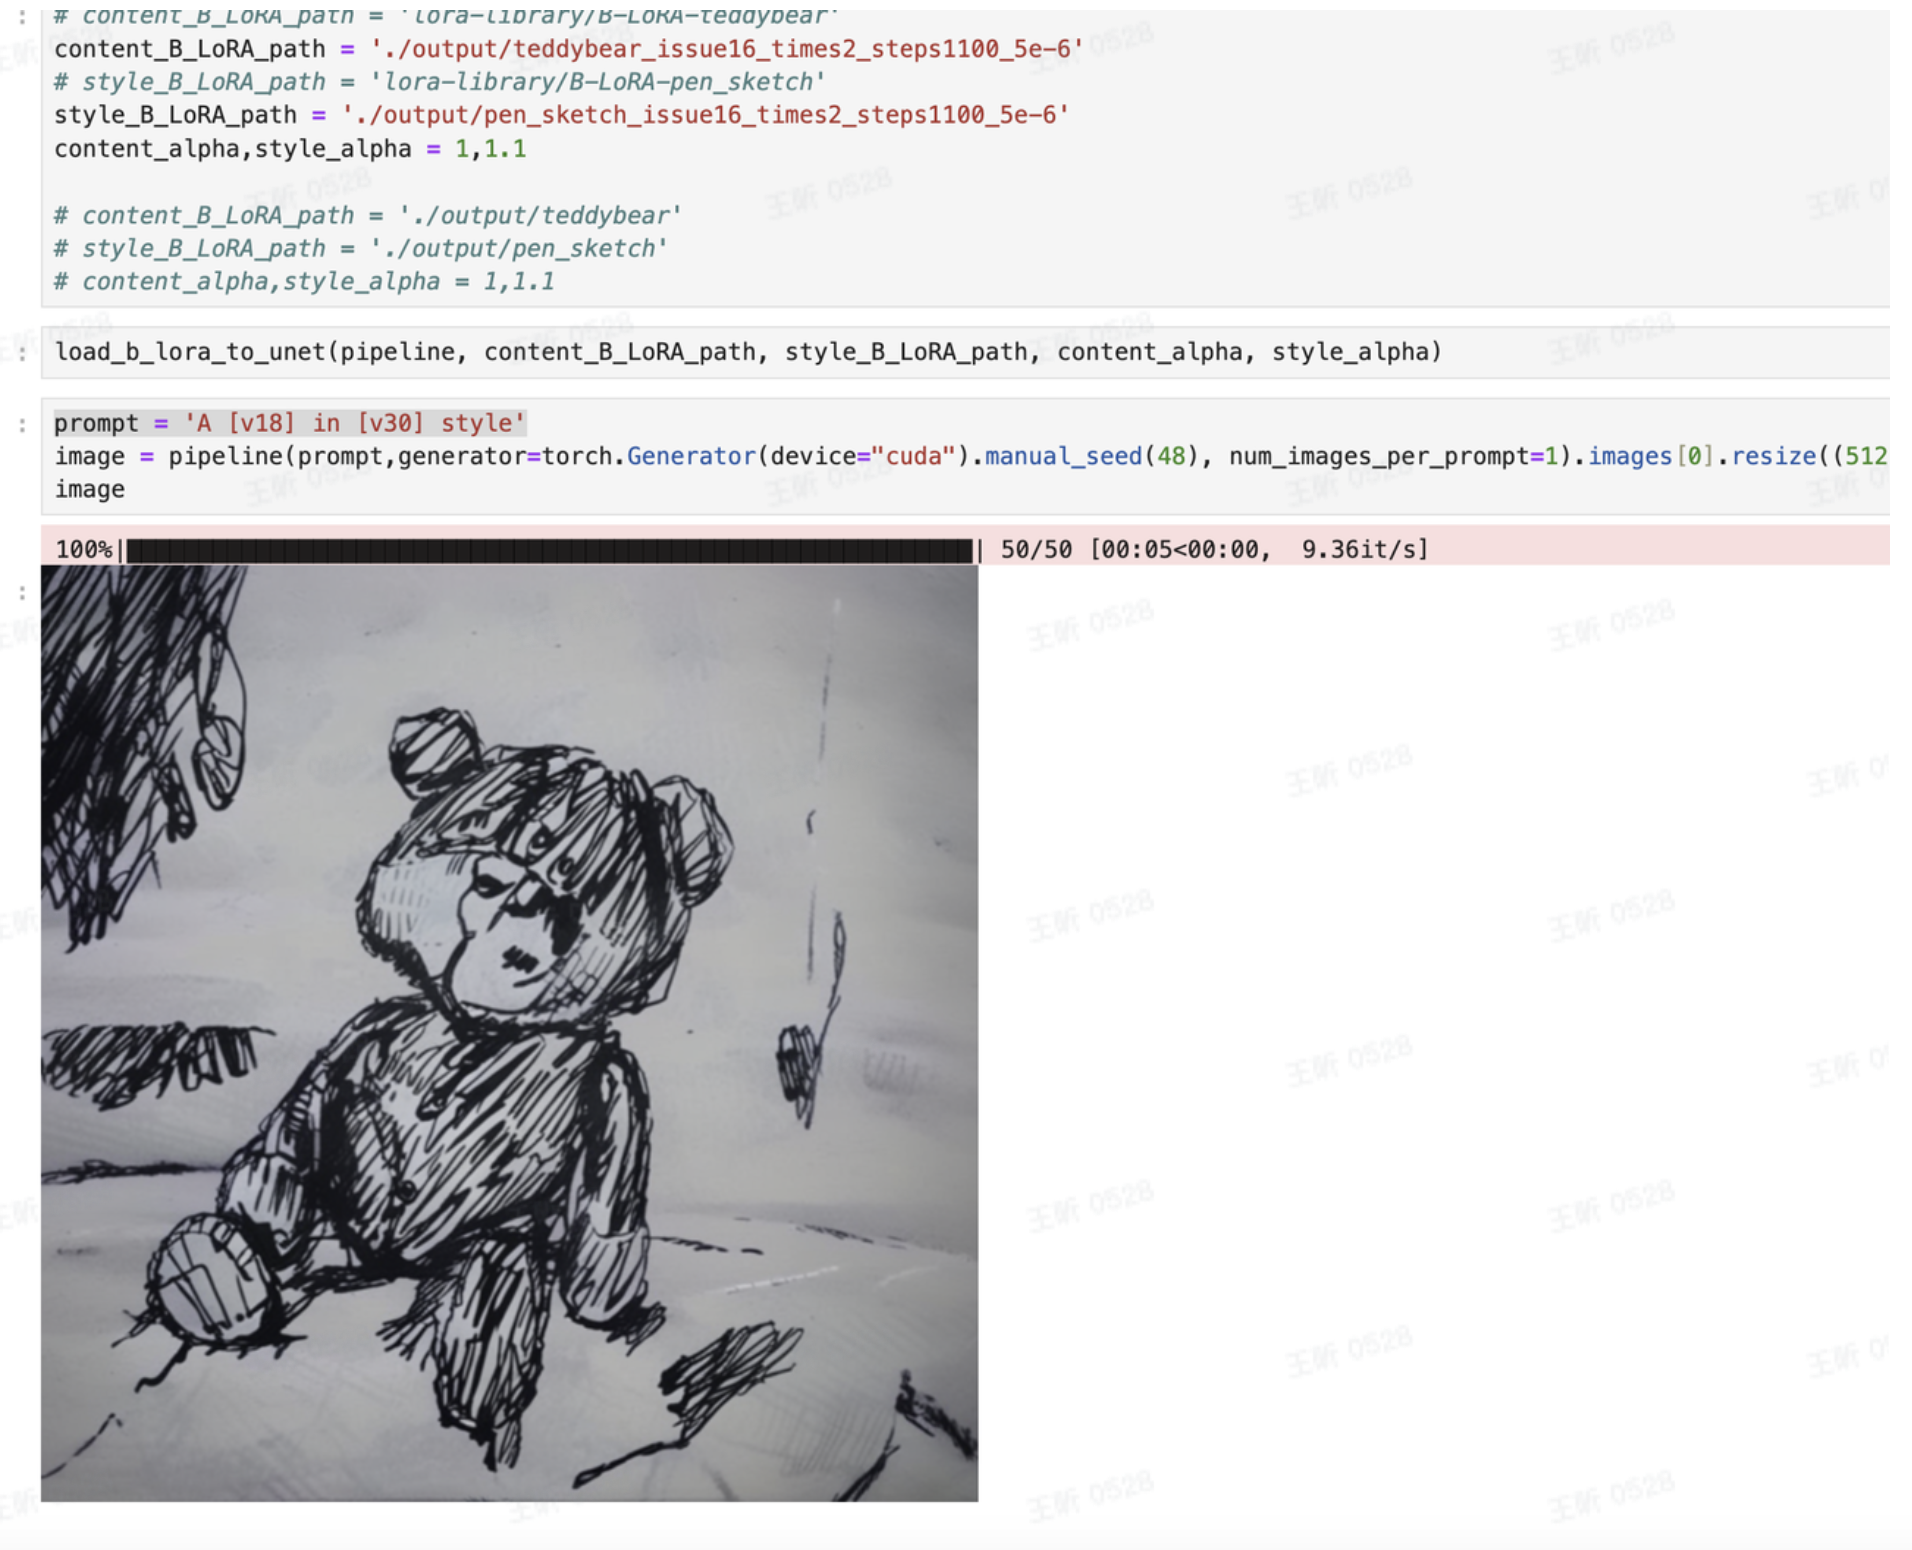 # content_B_LoRA_path = 'lora-library/B-LoRA-teddybear'
content_B_LoRA_path = './output/teddybear_issue16_times2_steps1100_5e-6'
# style_B_LoRA_path = 'lora-library/B-LoRA-pen_sketch'
style_B_LoRA_path = './output/pen_sketch_issue16_times2_steps1100_5e-6'
content_alpha,style_alpha = 1,1.1
# content_B_LoRA_path = './output/teddybear'
# style_B_LoRA_path = './output/pen_sketch'
# content_alpha,style_alpha = 1,1.1
load_b_lora_to_unet(pipeline, content_B_LoRA_path, style_B_LoRA_path, content_alpha, style_alpha)
prompt = 'A [v18] in [v30] style'
image = pipeline(prompt,generator=torch.Generator(device="cuda").manual_seed(48), num_images_per_prompt=1).images[0].resize((512
image
100%| | 50/50 [00:05<00:00, 9.36it/s]
王昕 0528